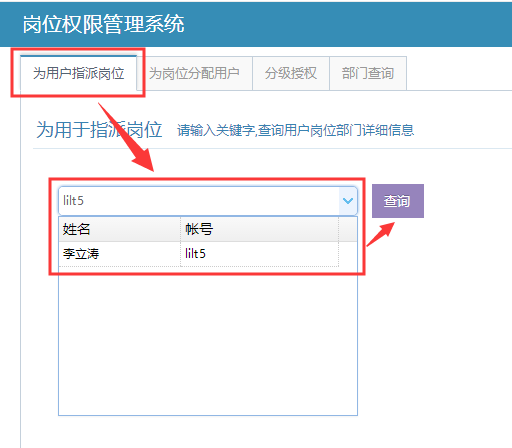 岗位权限管理系统
为用户指派岗位 为岗位分配用户 分级授权 部门查询
为用于指派岗位 请输入关键字,查询用户岗位部门详细信息
lilt5 查询
姓名 帐号
李立涛 lilt5